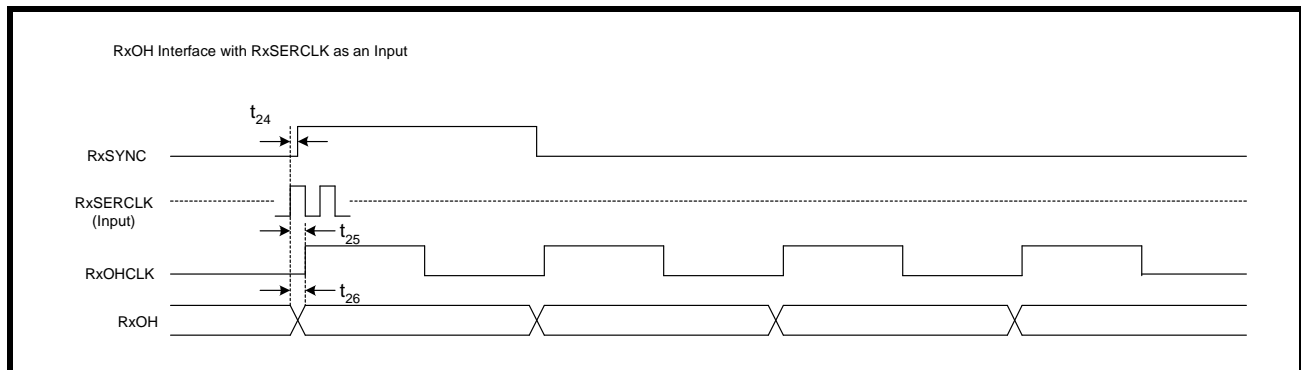 RxOH Interface with RxSERCLK as an Input
t24
RxSYNC
RxSERCLK
(Input)
t25
RxOHCLK
t26
RxOH